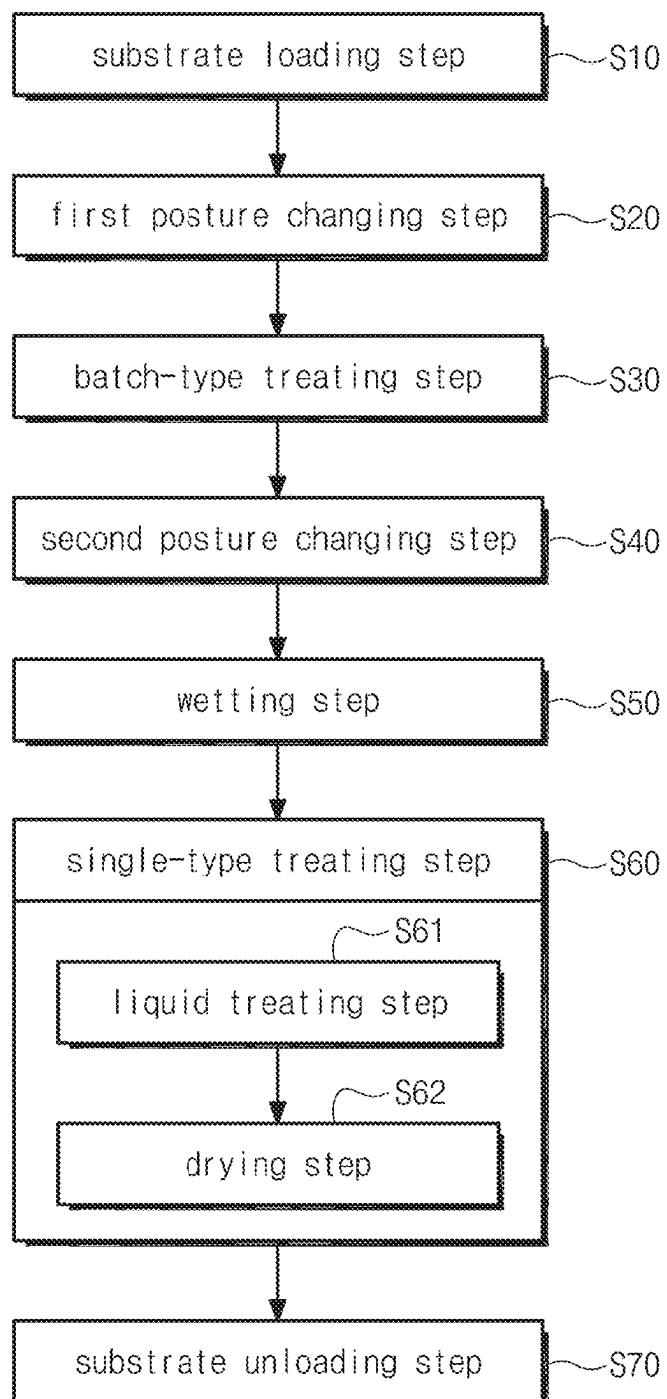 substrate loading step S10
first posture changing step S20
batch-type treating step S30
second posture changing step S40
wetting step S50
single-type treating step S60
S61
liquid treating step
S62
drying step
substrate unloading step S70